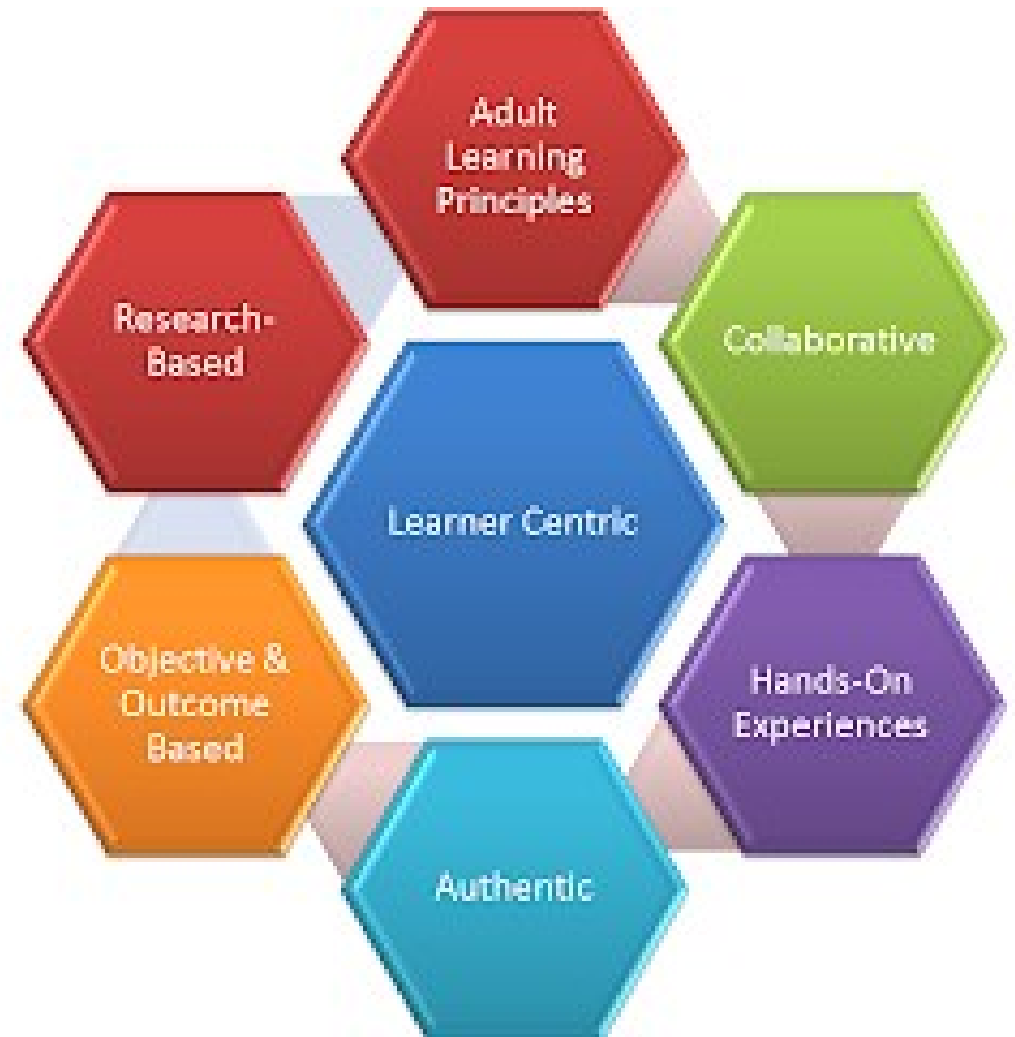 Adult
Learning
Principles
Collaborative
Hands-On
Experiences
Authentic
Objective &
Outcome
Based
Research-
Based
Learner Centric